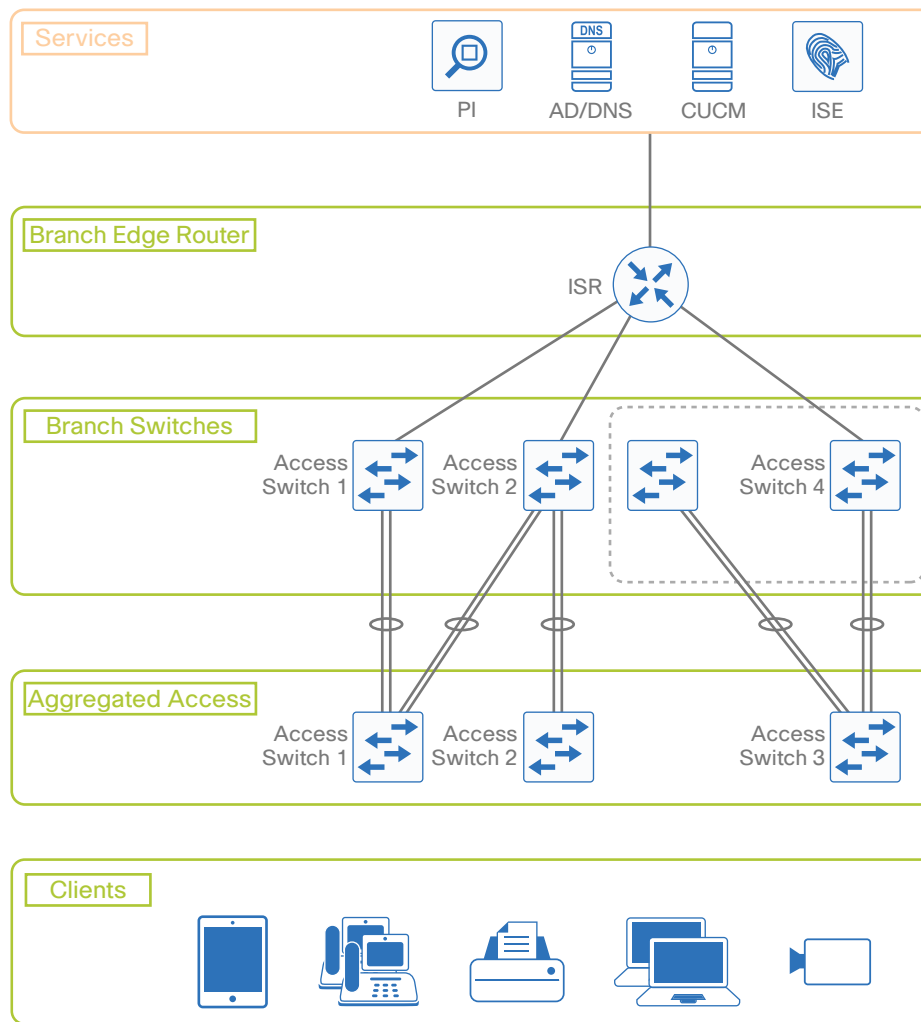 Services
DNS
PI
AD/DNS
CUCM
ISE
Branch Edge Router
ISR
Branch Switches
Access
Switch 1
Access
Switch 2
Access
Switch 4
Aggregated Access
Access
Switch 1
Access
Switch 2
Access
Switch 3
Clients